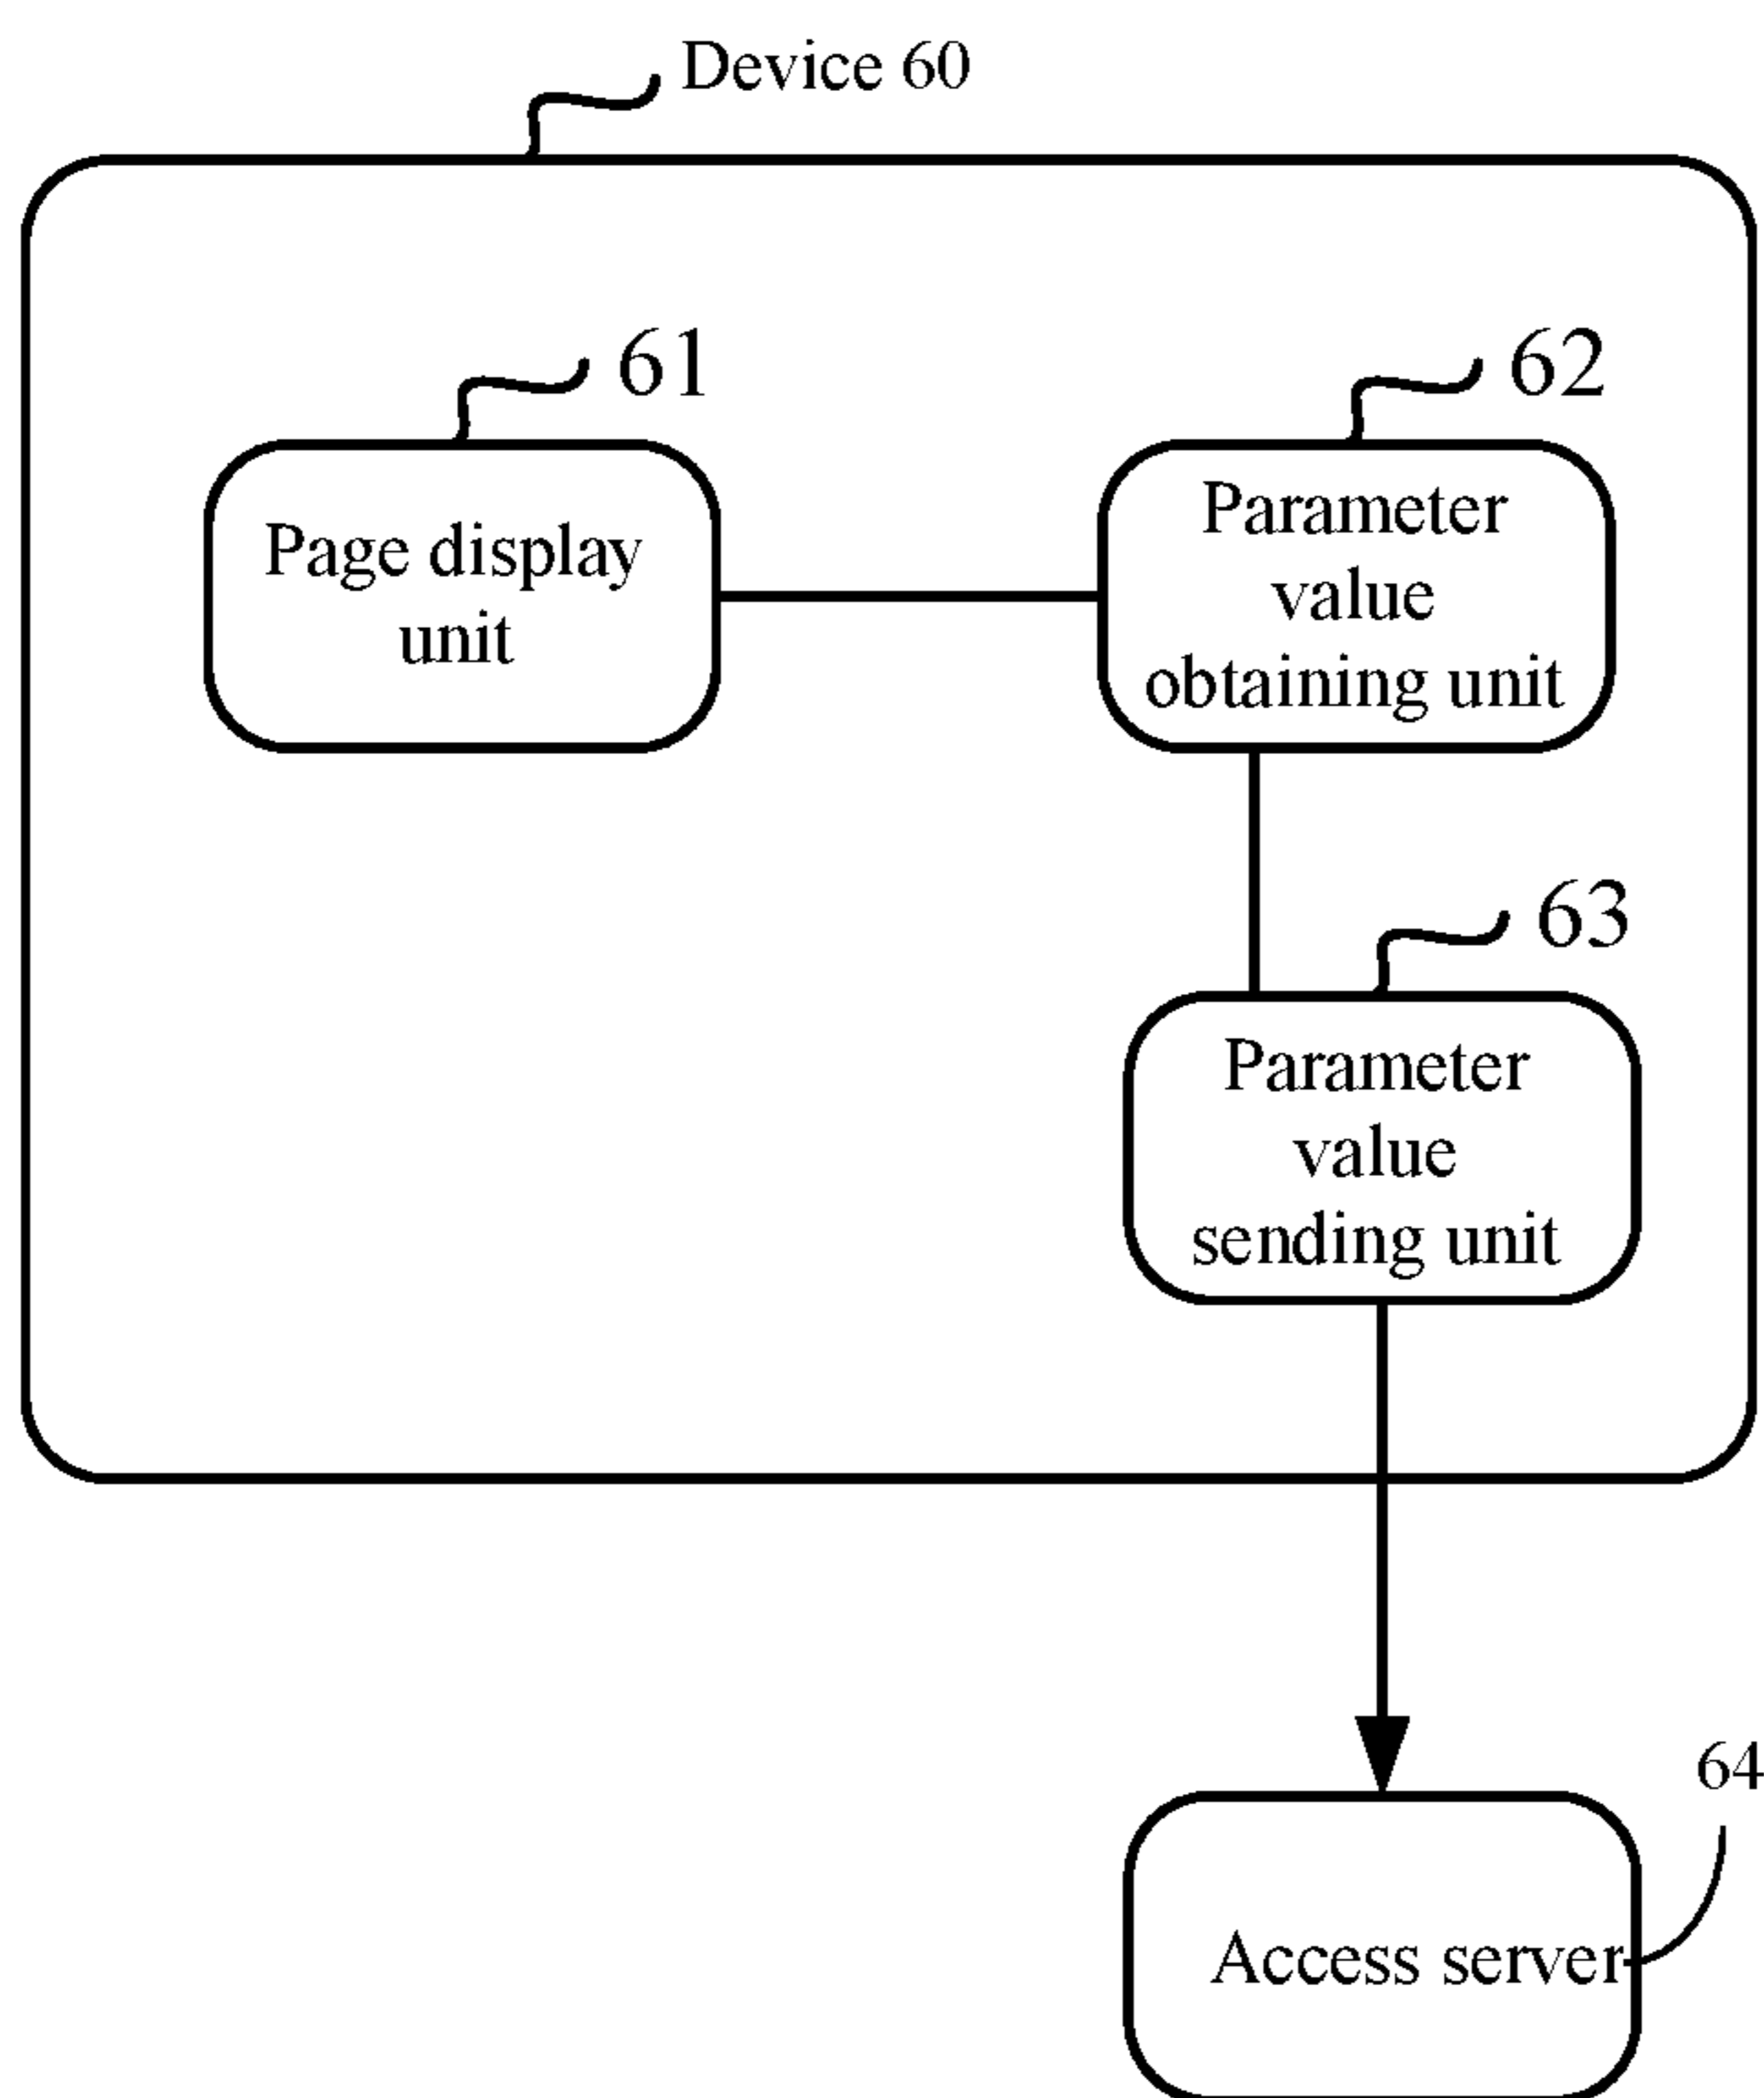 Device 60
61
62
Page display
unit
Parameter
value
obtaining unit
63
Parameter
value
sending unit
64
Access server